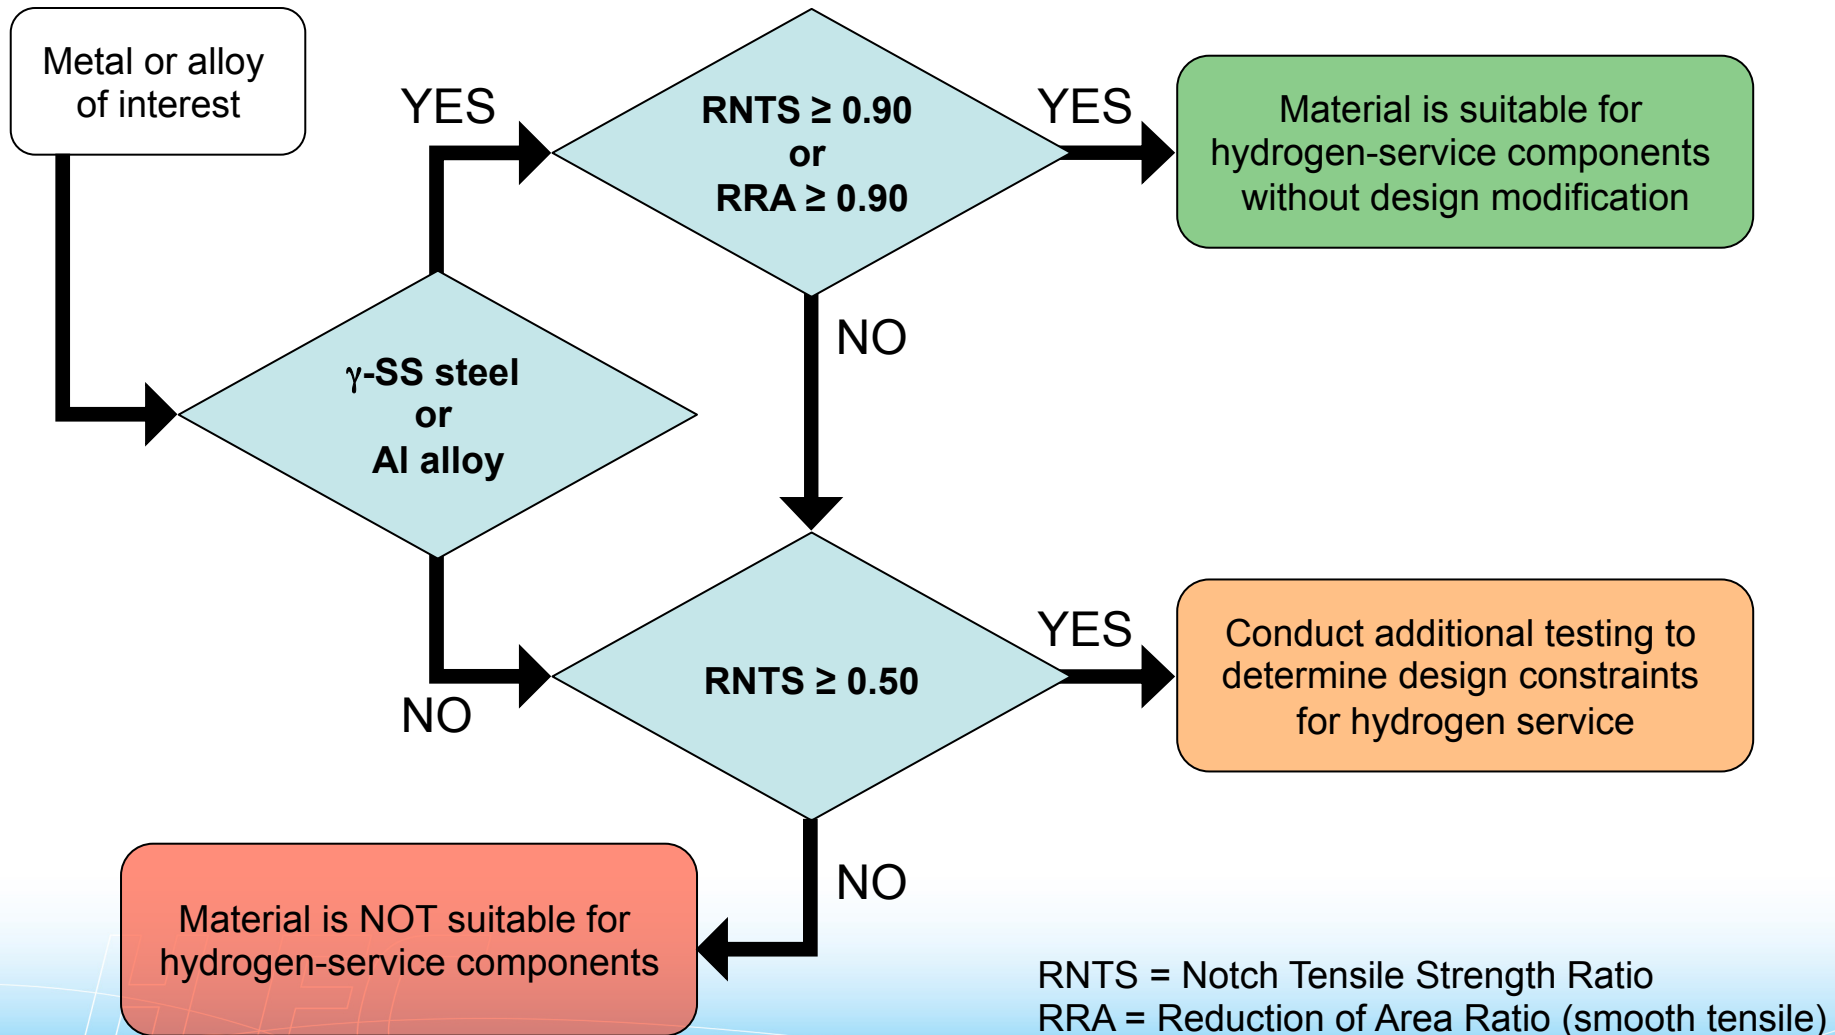 Metal or alloy
of interest
YES
RNTS ≥ 0.90
or
RRA ≥ 0.90
YES
Material is suitable for
hydrogen-service components
without design modification
NO
γ-SS steel
or
Al alloy
NO
RNTS ≥ 0.50
YES
Conduct additional testing to
determine design constraints
for hydrogen service
NO
Material is NOT suitable for
hydrogen-service components
RNTS = Notch Tensile Strength Ratio
RRA = Reduction of Area Ratio (smooth tensile)